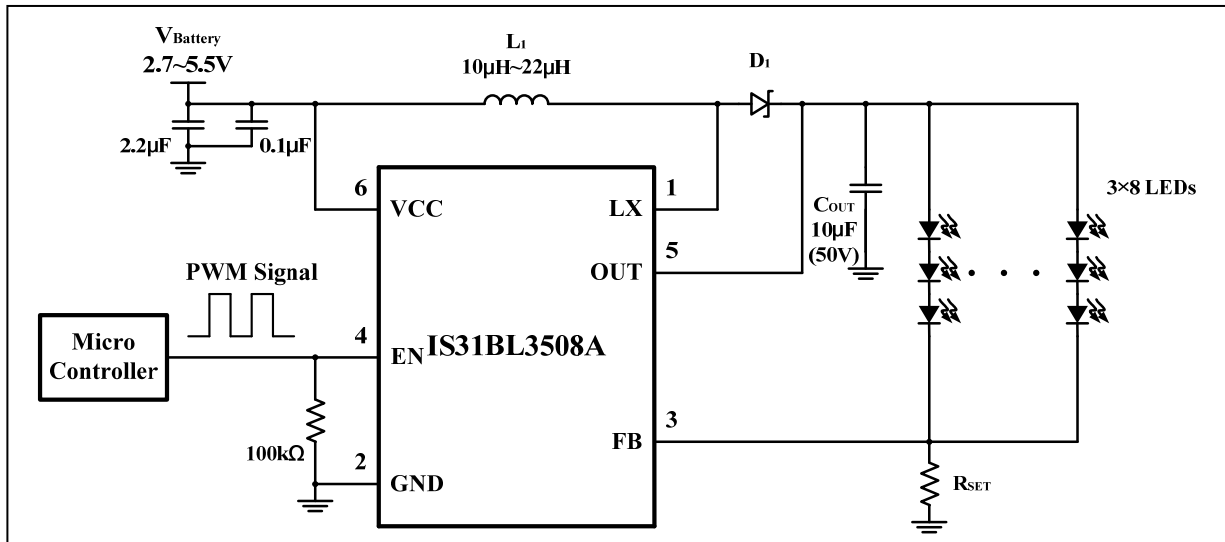 VBattery
2.7~5.5V
L1
10µH~22µH
D1
2.2µF
0.1µF
3×8 LEDs
6
VCC
1
LX
COUT
10µF
(50V)
5
OUT
PWM Signal
Micro
Controller
4
EN
IS31BL3508A
3
FB
100kΩ
2
GND
RSET